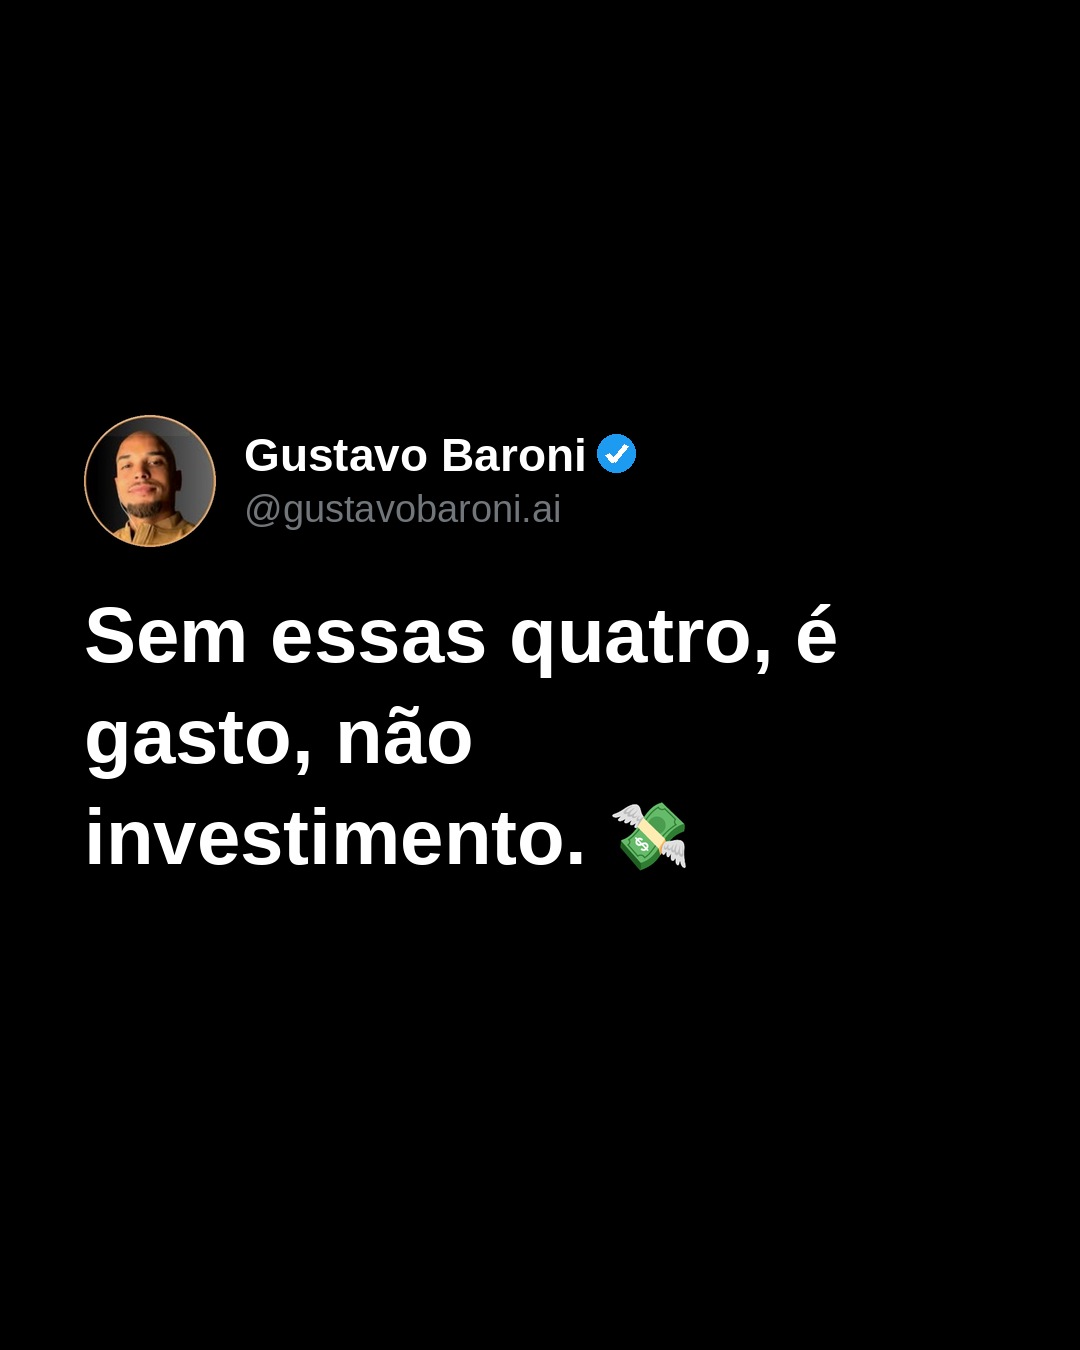 Gustavo Baroni
@gustavobaroni.ai
Sem essas quatro, é
gasto, não
investimento. 💸